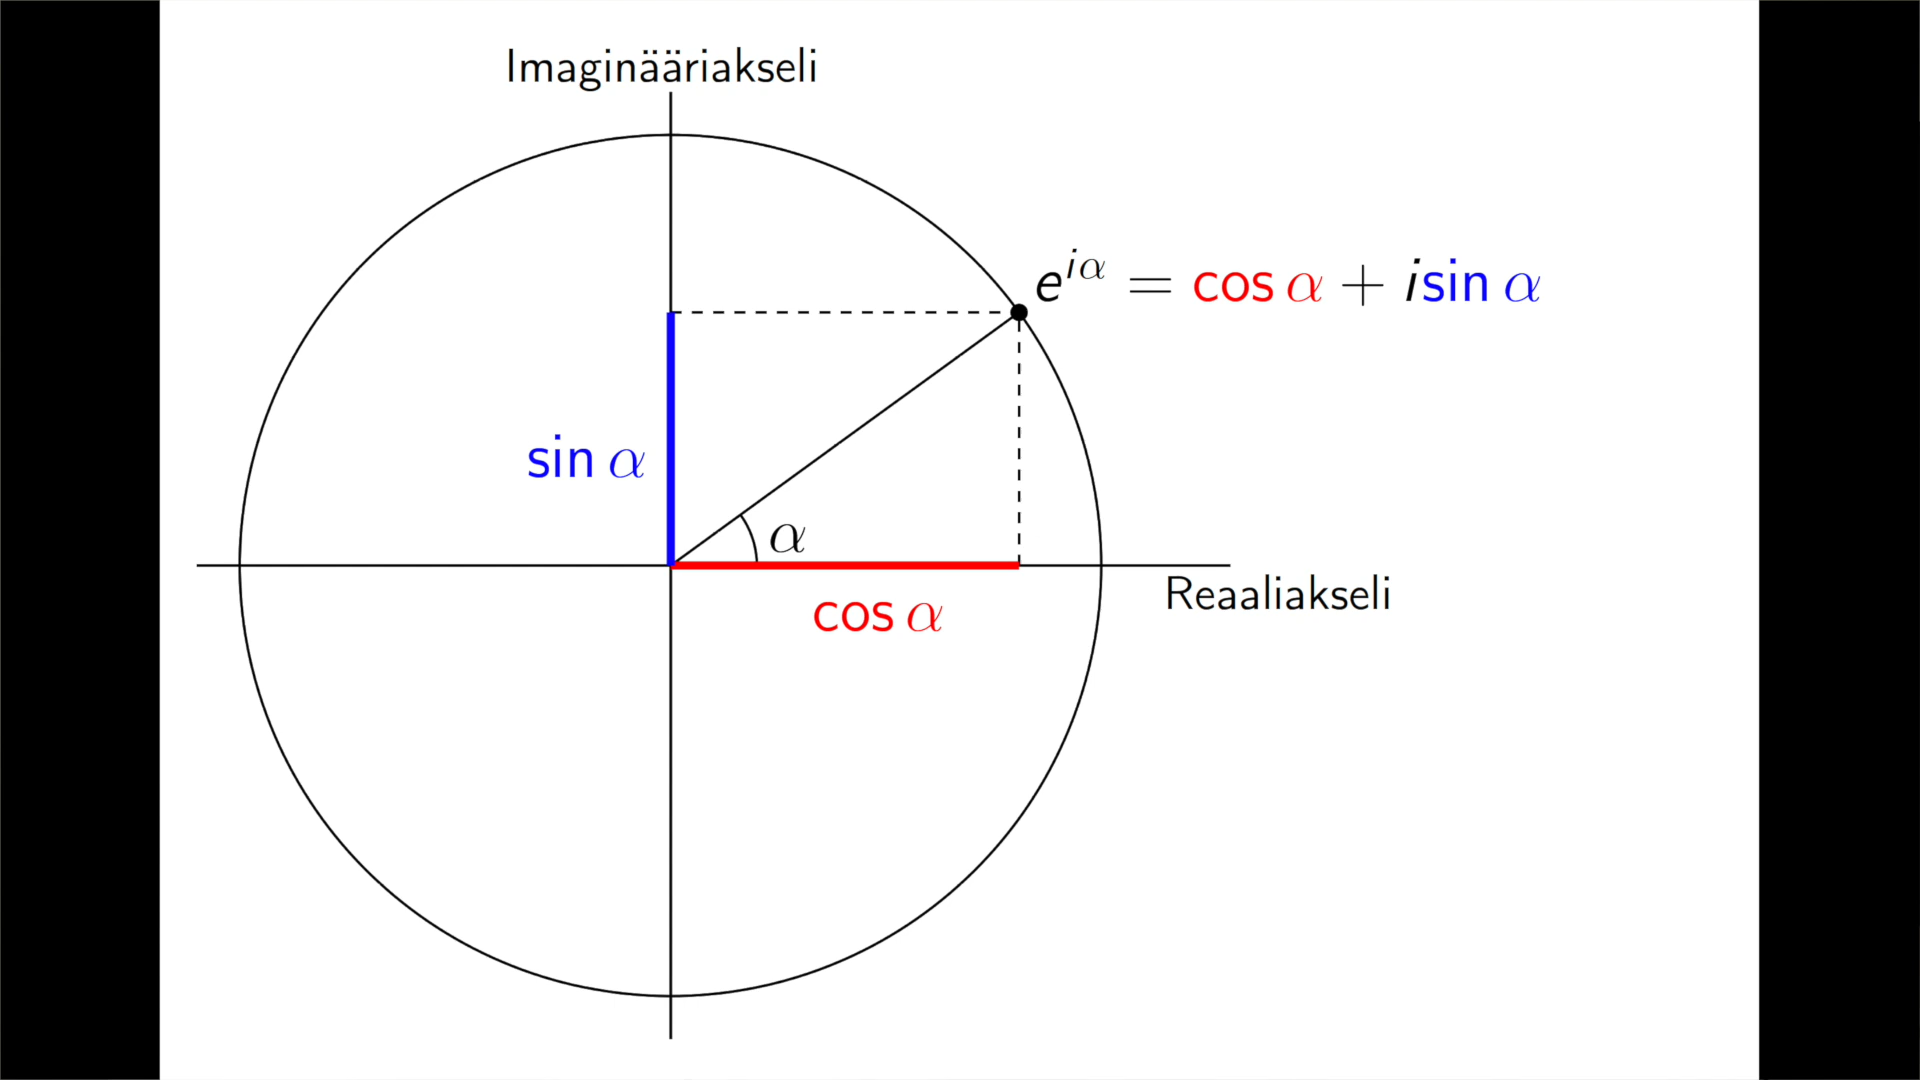 Imaginääriakseli
e^{iα} = cos α + i sin α
sin α
α
Reaaliakseli
cos α